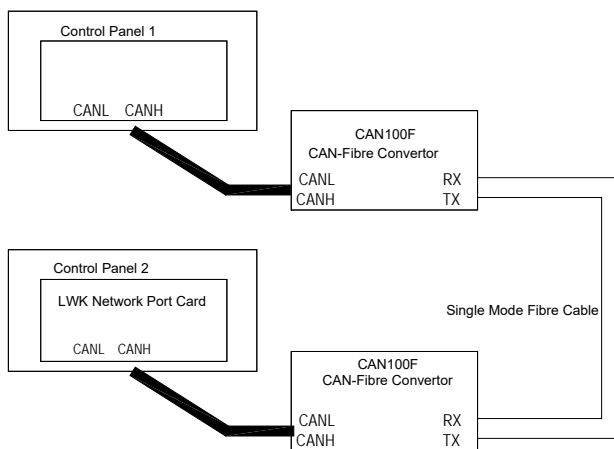 Control Panel 1
CANL CANH
CAN100F
CAN-Fibre Convertor
CANL RX
CANH TX
Control Panel 2
LWK Network Port Card
CANL CANH
Single Mode Fibre Cable
CAN100F
CAN-Fibre Convertor
CANL RX
CANH TX